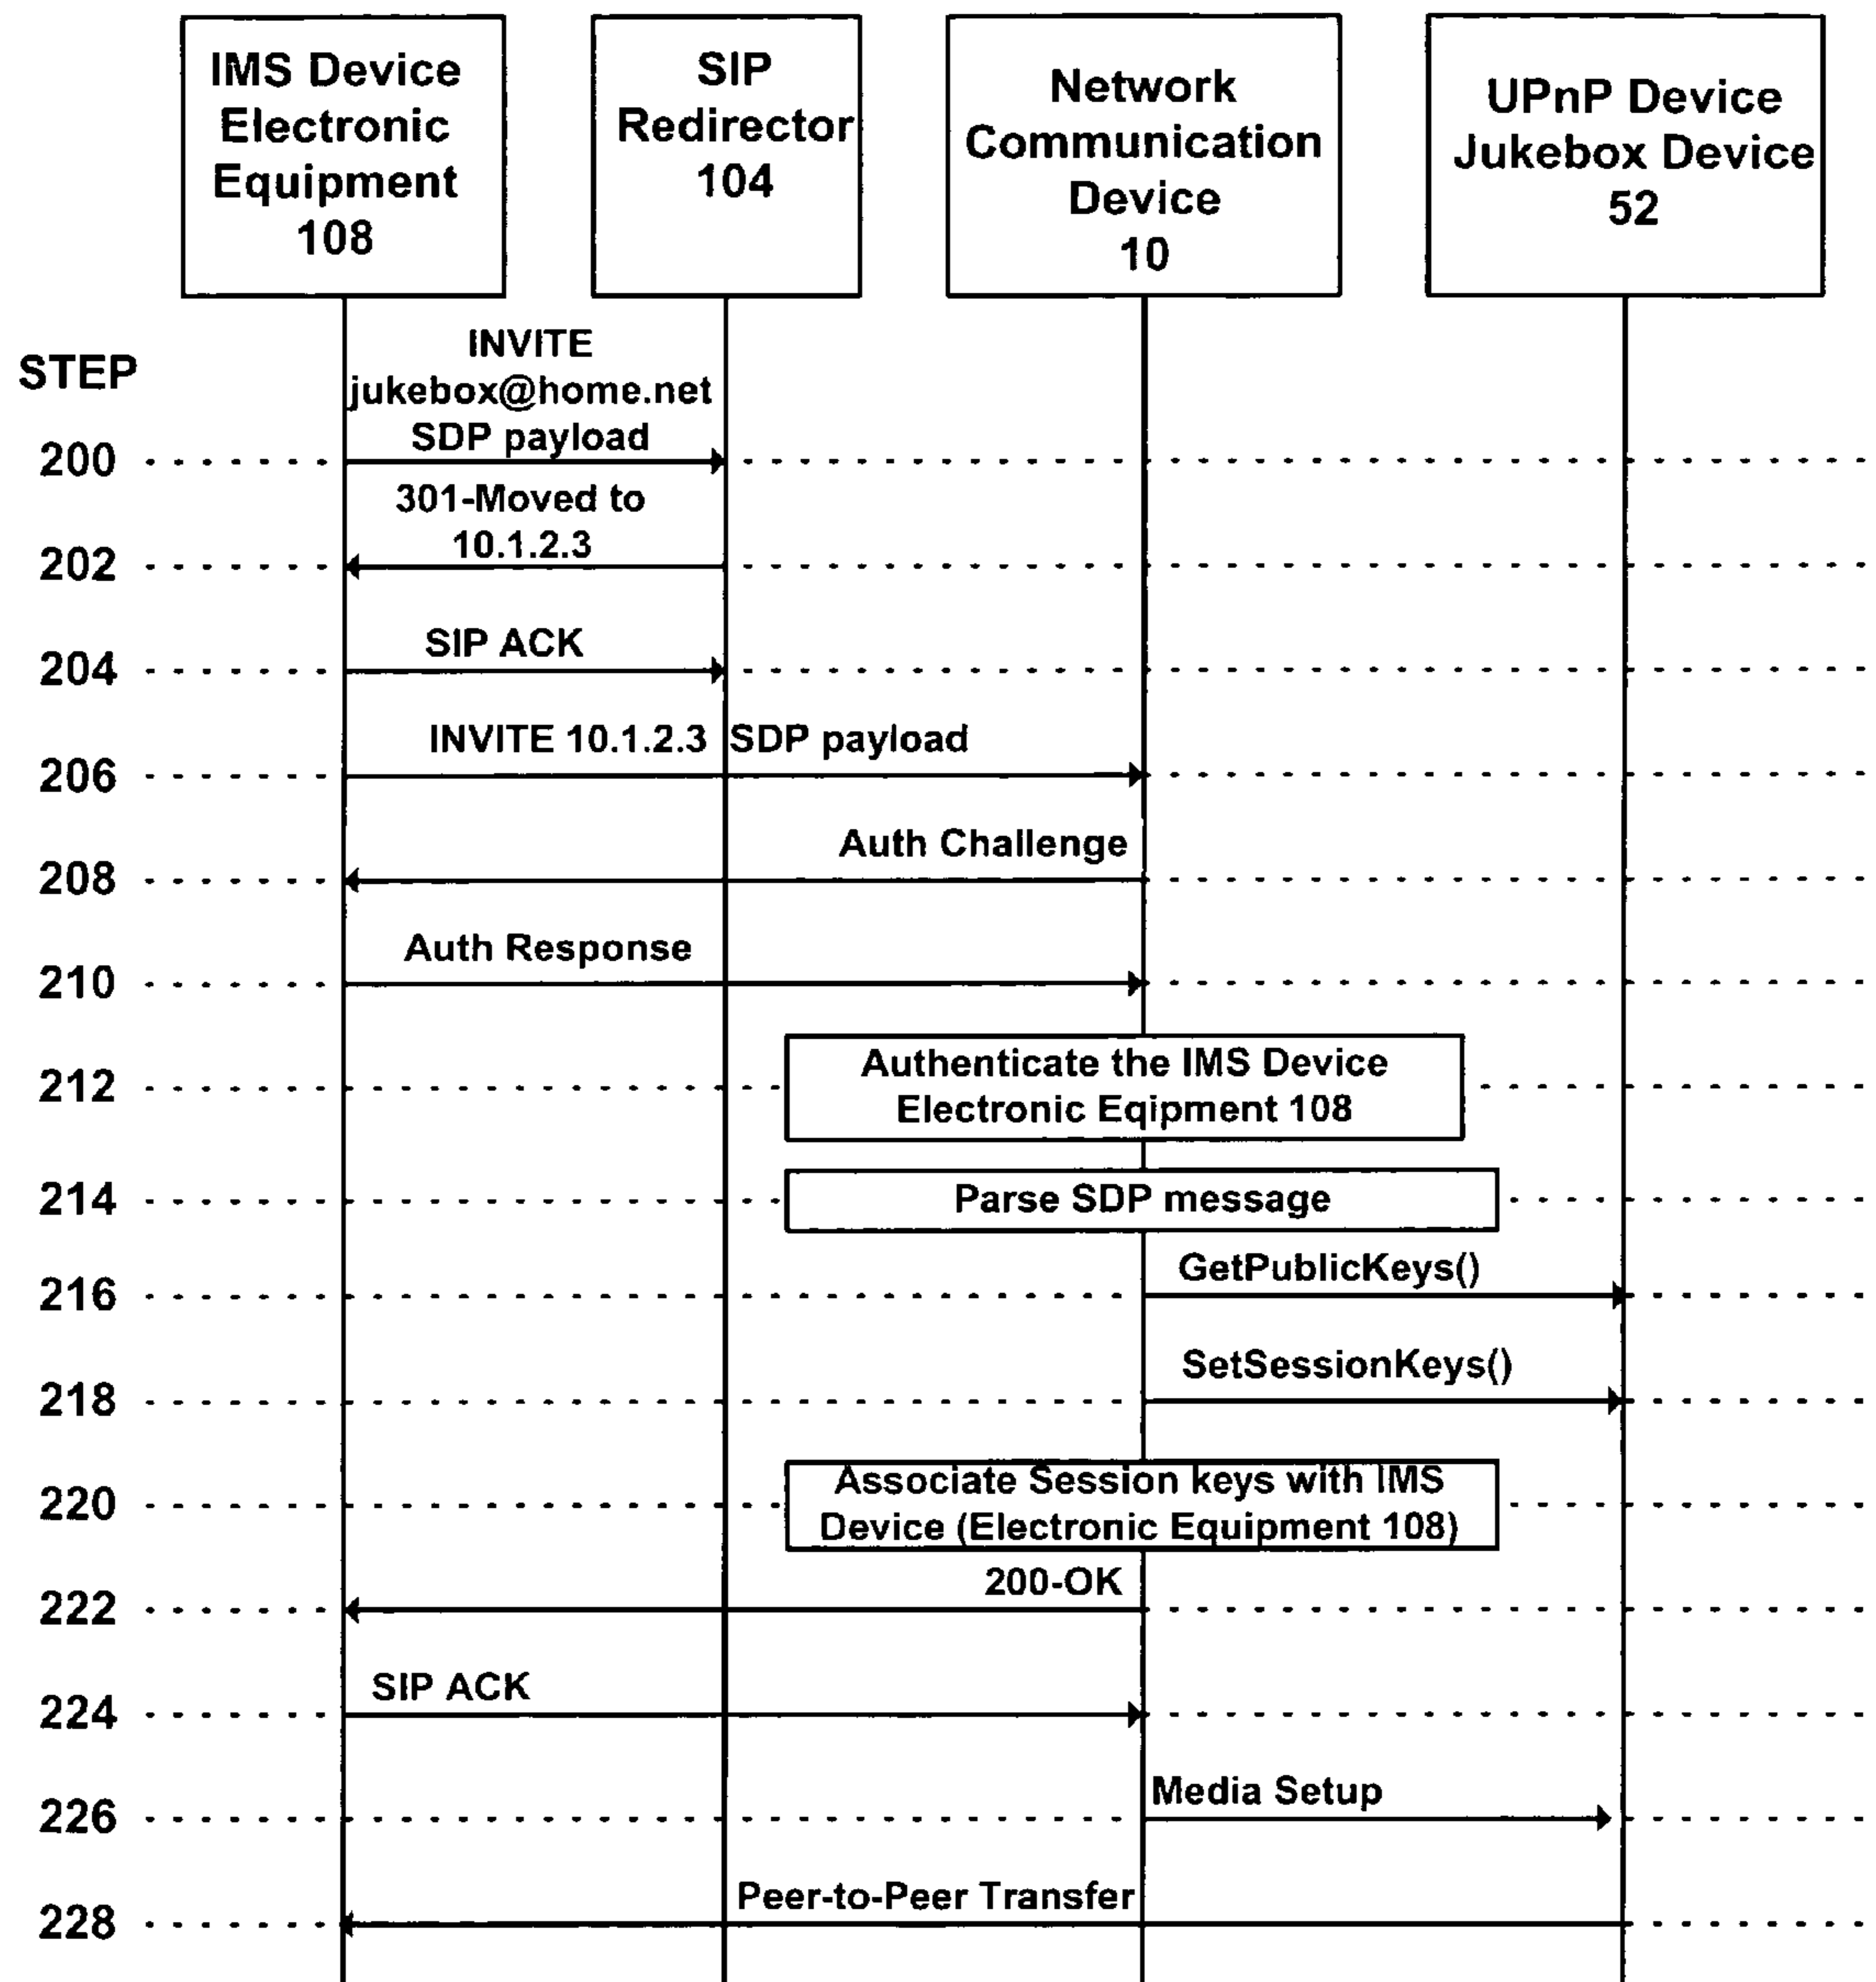 IMS Device
Electronic
Equipment
108
SIP
Redirector
104
Network
Communication
Device
10
UPnP Device
Jukebox Device
52
STEP
INVITE
jukebox@home.net
SDP payload
200
301-Moved to
10.1.2.3
202
SIP ACK
204
INVITE 10.1.2.3 SDP payload
206
Auth Challenge
208
Auth Response
210
Authenticate the IMS Device
Electronic Eqipment 108
212
Parse SDP message
214
GetPublicKeys()
216
SetSessionKeys()
218
Associate Session keys with IMS
Device (Electronic Equipment 108)
220
200-OK
222
SIP ACK
224
Media Setup
226
Peer-to-Peer Transfer
228